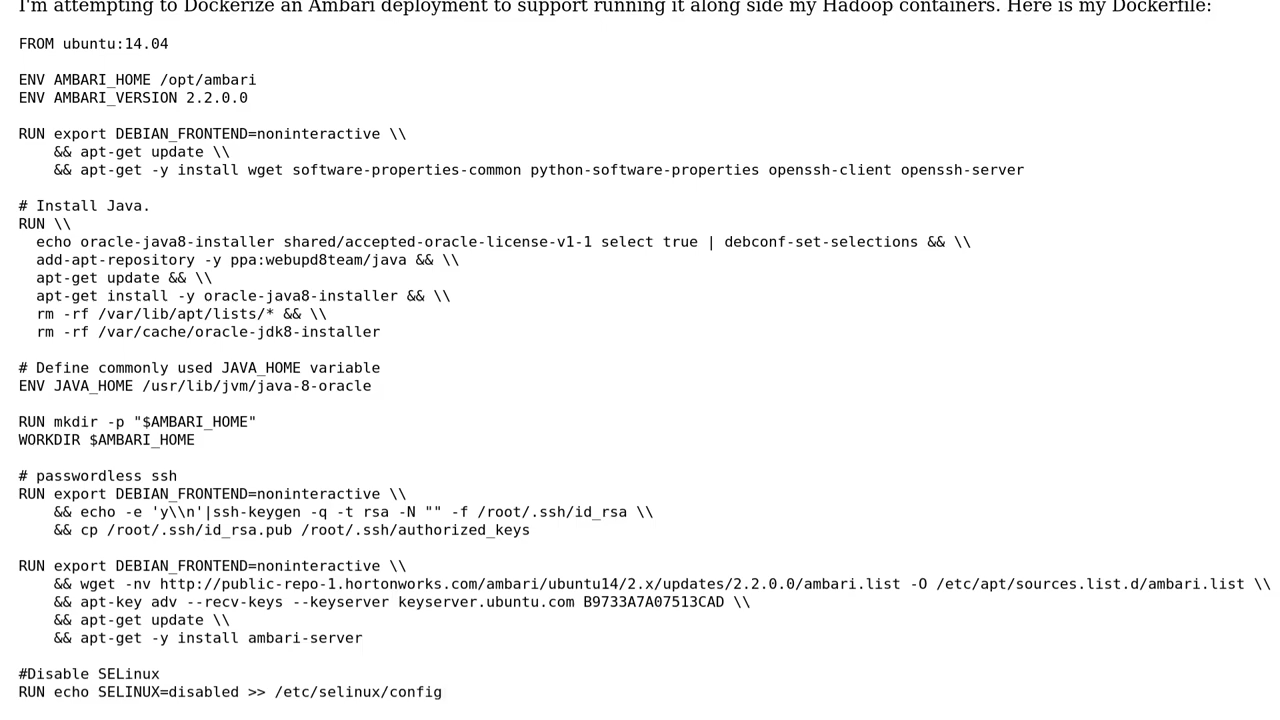 I'm attempting to Dockerize an Ambari deployment to support running it along side my Hadoop containers. Here is my Dockerfile:
FROM ubuntu:14.04
ENV AMBARI_HOME /opt/ambari
ENV AMBARI_VERSION 2.2.0.0
RUN export DEBIAN_FRONTEND=noninteractive \\
    && apt-get update \\
    && apt-get -y install wget software-properties-common python-software-properties openssh-client openssh-server
# Install Java.
RUN \\
  echo oracle-java8-installer shared/accepted-oracle-license-v1-1 select true | debconf-set-selections && \\
  add-apt-repository -y ppa:webupd8team/java && \\
  apt-get update && \\
  apt-get install -y oracle-java8-installer && \\
  rm -rf /var/lib/apt/lists/* && \\
  rm -rf /var/cache/oracle-jdk8-installer
# Define commonly used JAVA_HOME variable
ENV JAVA_HOME /usr/lib/jvm/java-8-oracle
RUN mkdir -p "$AMBARI_HOME"
WORKDIR $AMBARI_HOME
# passwordless ssh
RUN export DEBIAN_FRONTEND=noninteractive \\
    && echo -e 'y\\n'|ssh-keygen -q -t rsa -N "" -f /root/.ssh/id_rsa \\
    && cp /root/.ssh/id_rsa.pub /root/.ssh/authorized_keys
RUN export DEBIAN_FRONTEND=noninteractive \\
    && wget -nv http://public-repo-1.hortonworks.com/ambari/ubuntu14/2.x/updates/2.2.0.0/ambari.list -O /etc/apt/sources.list.d/ambari.list \\
    && apt-key adv --recv-keys --keyserver keyserver.ubuntu.com B9733A7A07513CAD \\
    && apt-get update \\
    && apt-get -y install ambari-server
#Disable SELinux
RUN echo SELINUX=disabled >> /etc/selinux/config